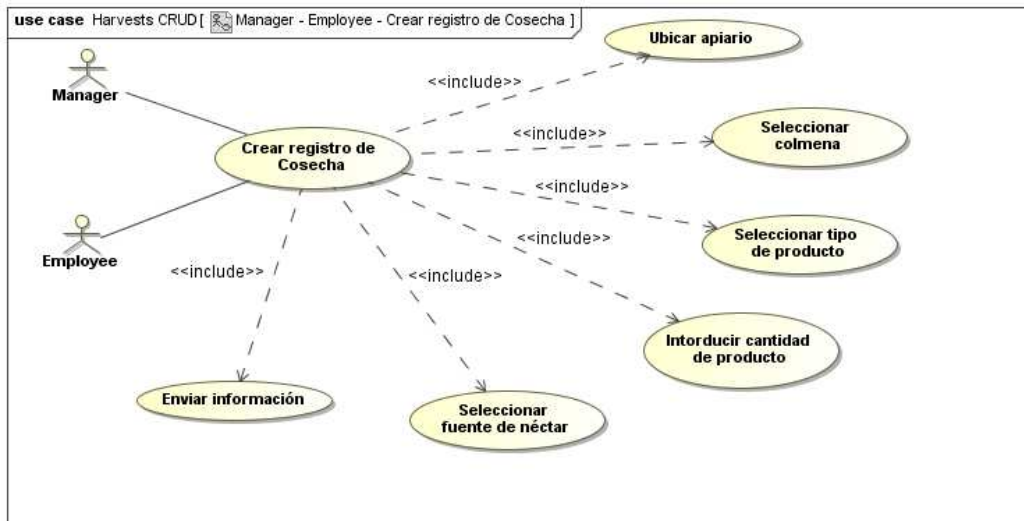 use case Harvests CRUD [ Manager - Employee - Crear registro de Cosecha ]
Ubicar apiario
<<include>>
Manager
Seleccionar
colmena
<<include>>
Crear registro de
Cosecha
<<include>>
Seleccionar tipo
de producto
<<include>>
Employee
<<include>>
<<include>>
Intorducir cantidad
de producto
Enviar información
Seleccionar
fuente de néctar